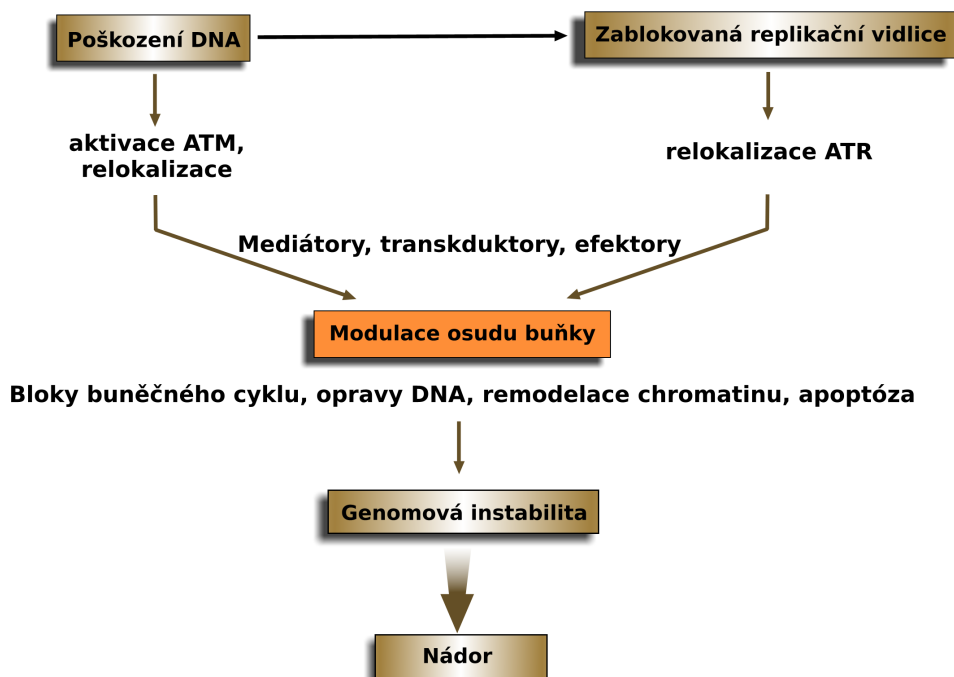 Poškození DNA
Zablokovaná replikační vidlice
aktivace ATM,
relokalizace
relokalizace ATR
Mediátory, transkduktory, efektory
Modulace osudu buňky
Bloky buněčného cyklu, opravy DNA, remodelace chromatinu, apoptóza
Genomová instabilita
Nádor